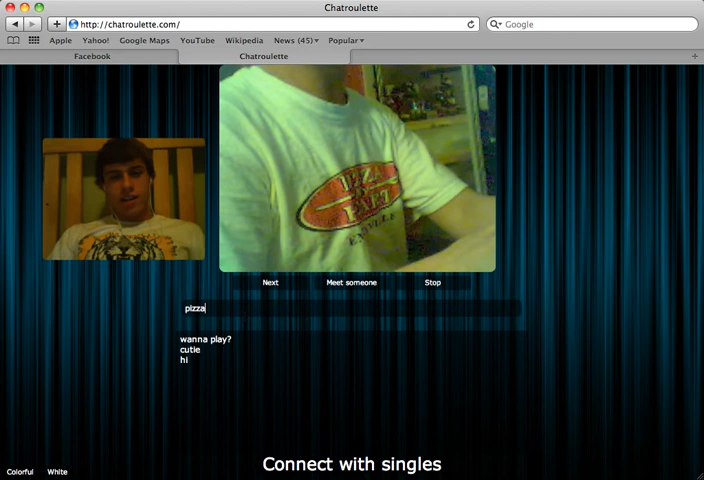 Chatroulette
http://chatroulette.com/
Google
Apple Yahoo! Google Maps YouTube Wikipedia News (45) Popular
Facebook Chatroulette
PIZZA
Next Meet someone Stop
pizza
wanna play?
cutie
hi
Connect with singles
Colorful White